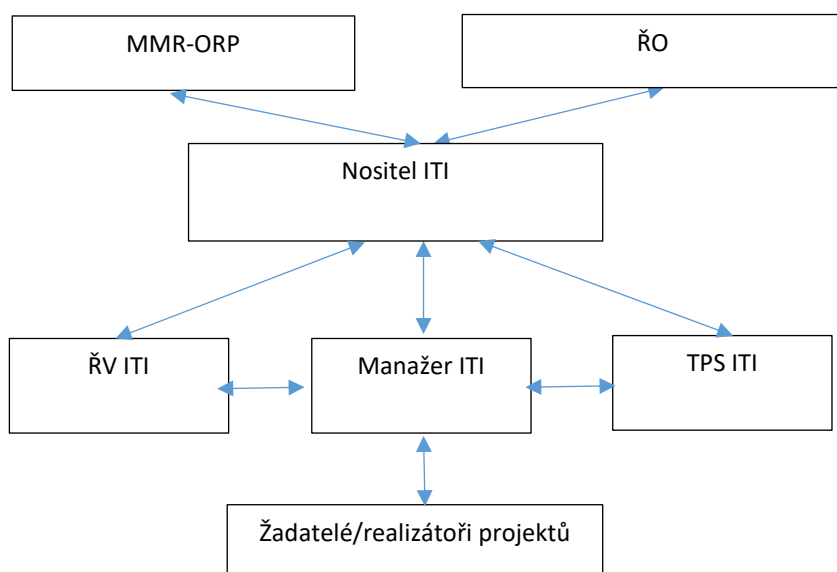 MMR-ORP
ŘO
Nositel ITI
ŘV ITI
Manažer ITI
TPS ITI
Žadatelé/realizátoři projektů